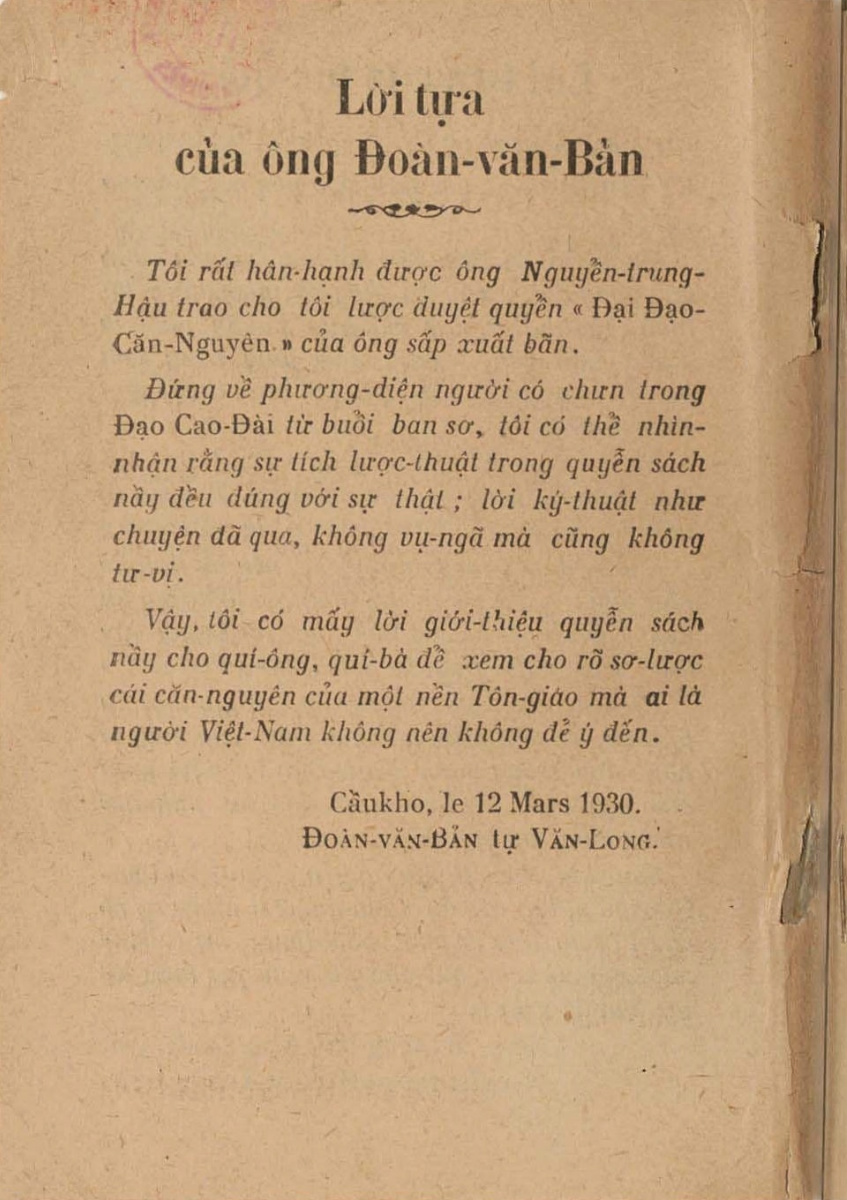 Lời tựa
của ông Đoàn-văn-Bản
Tôi rất hân-hạnh được ông Nguyễn-trung-
Hậu trao cho tôi lược duyệt quyển « Đại Đạo-
Căn-Nguyên » của ông sấp xuất bãn.
Đứng về phương-diện người có chưn trong
Đạo Cao-Đài từ buổi ban sơ, tôi có thể nhìn-
nhận rằng sự tích lược-thuật trong quyễn sách
nầy đều đúng với sự thật ; lời ký-thuật như
chuyện đã qua, không vụ-ngã mà cũng không
tư-vị.
Vậy, tôi có mấy lời giới-thiệu quyễn sách
nầy cho quí-ông, quí-bà để xem cho rõ sơ-lược
cái căn-nguyên của một nền Tôn-giáo mà ai là
người Việt-Nam không nên không để ý đến.
Cầukho, le 12 Mars 1930.
ĐOÀN-VĂN-BẢN tự VĂN-LONG.